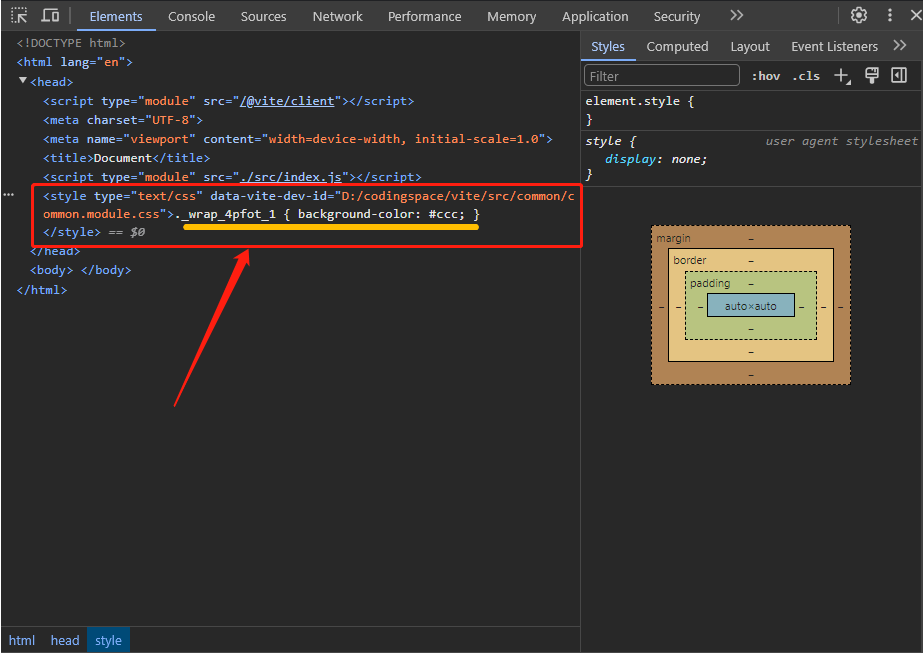 Elements Console Sources Network Performance Memory Application Security
<!DOCTYPE html>
<html lang="en">
<head>
<script type="module" src="/@vite/client"></script>
<meta charset="UTF-8">
<meta name="viewport" content="width=device-width, initial-scale=1.0">
<title>Document</title>
<script type="module" src="./src/index.js"></script>
<style type="text/css" data-vite-dev-id="D:/codingspace/vite/src/common/c
ommon.module.css">._wrap_4pfot_1 { background-color: #ccc; }
</style> == $0
</head>
<body> </body>
</html>
html head style
Styles Computed Layout Event Listeners
Filter :hov .cls
element.style {
}
style { user agent stylesheet
display: none;
}
margin –
border –
padding –
– – – auto×auto – – –
–
–
–